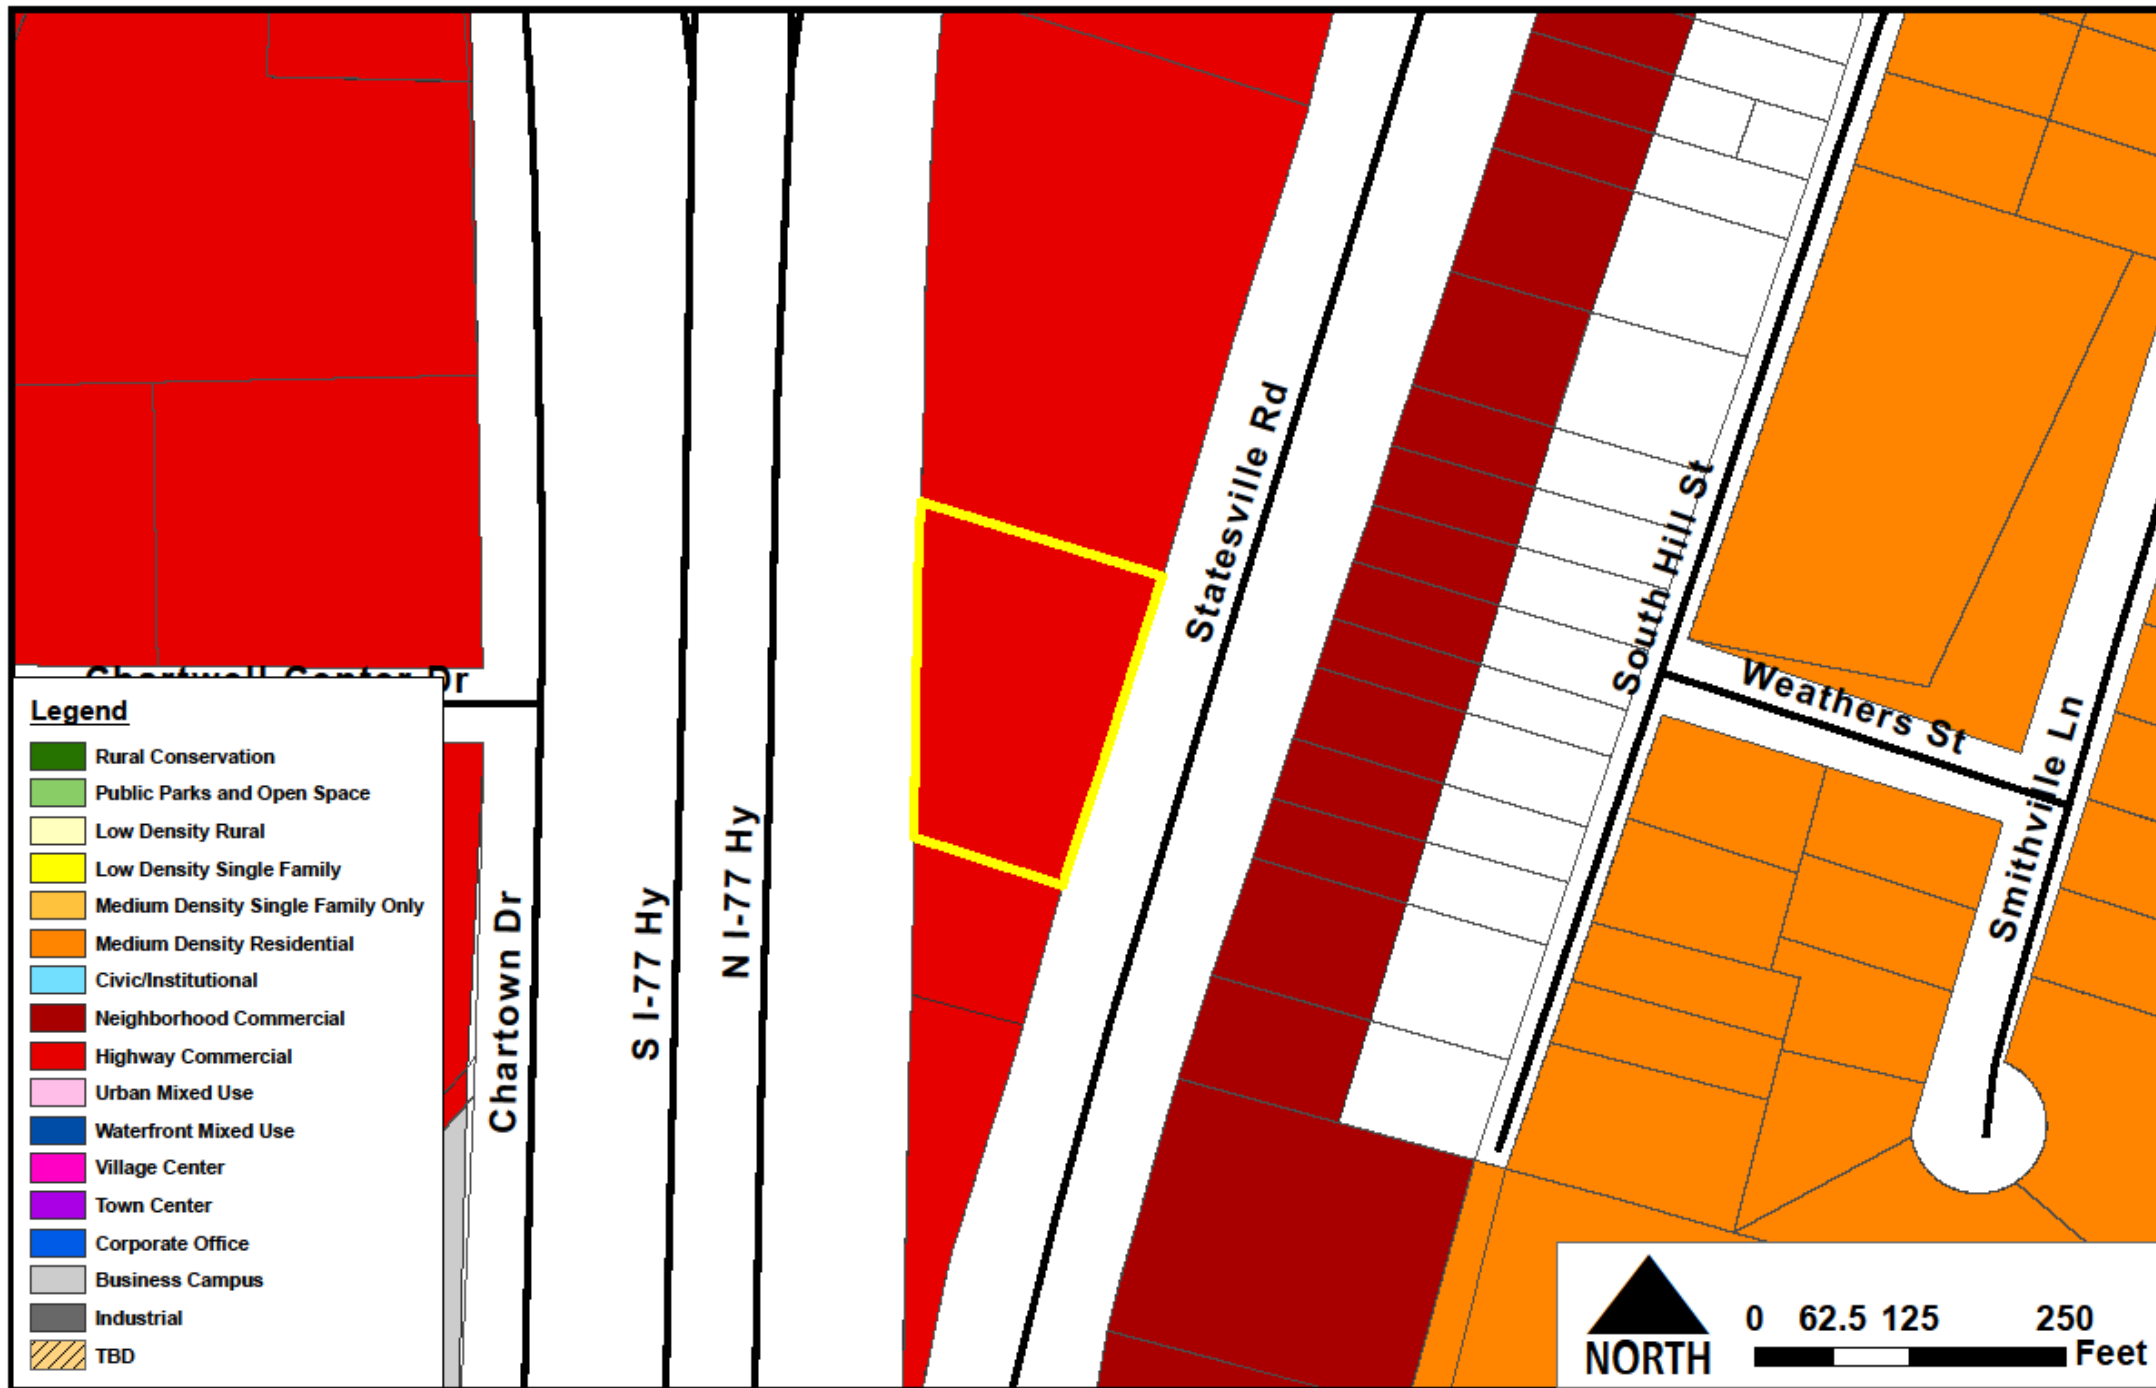 Statesville Rd
South Hill St
Weathers St
Smithville Ln
Chartwell Center Dr
Chartown Dr
S I-77 Hy
N I-77 Hy
Legend
Rural Conservation
Public Parks and Open Space
Low Density Rural
Low Density Single Family
Medium Density Single Family Only
Medium Density Residential
Civic/Institutional
Neighborhood Commercial
Highway Commercial
Urban Mixed Use
Waterfront Mixed Use
Village Center
Town Center
Corporate Office
Business Campus
Industrial
TBD
NORTH
0 62.5 125 250
Feet